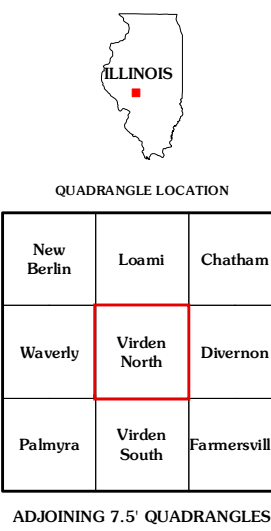 ILLINOIS
QUADRANGLE LOCATION
New
Berlin
Loami
Chatham
Waverly
Virden
North
Divernon
Palmyra
Virden
South
Farmersvill
ADJOINING 7.5' QUADRANGLES